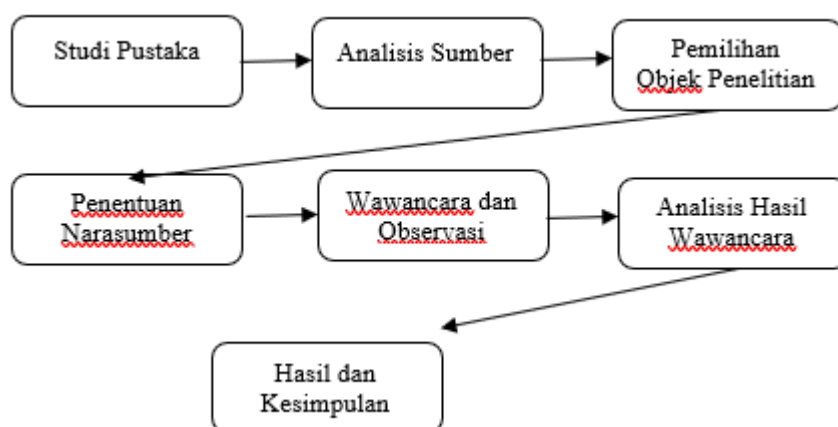 Studi Pustaka
Analisis Sumber
Pemilihan
Objek Penelitian
Penentuan
Narasumber
Wawancara dan
Observasi
Analisis Hasil
Wawancara
Hasil dan
Kesimpulan